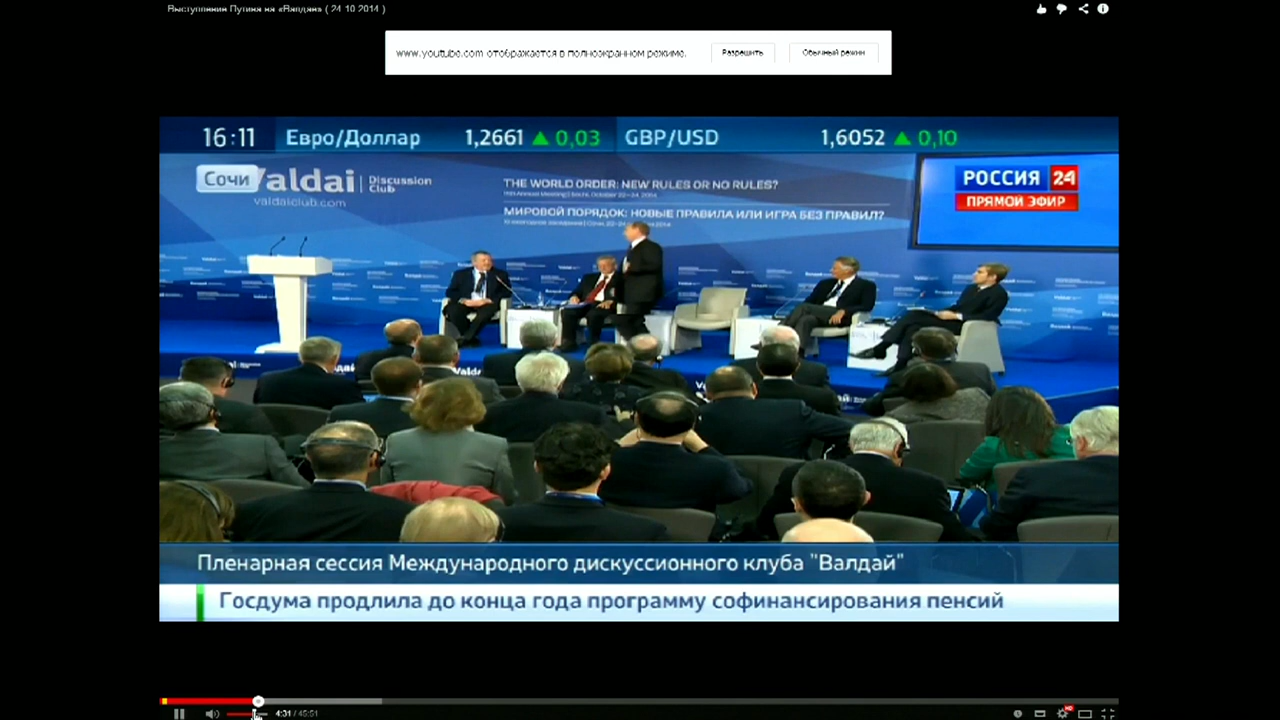 Выступление Путина на «Валдае» ( 24 10 2014 )
www.youtube.com отображается в полноэкранном режиме.
Разрешить
Обычный режим
16:11
Евро/Доллар
1,2661 ▲ 0,03
GBP/USD
1,6052 ▲ 0,10
Сочи
Valdai
Discussion Club
valdaiclub.com
THE WORLD ORDER: NEW RULES OR NO RULES?
МИРОВОЙ ПОРЯДОК: НОВЫЕ ПРАВИЛА ИЛИ ИГРА БЕЗ ПРАВИЛ?
РОССИЯ 24
ПРЯМОЙ ЭФИР
Пленарная сессия Международного дискуссионного клуба "Валдай"
Госдума продлила до конца года программу софинансирования пенсий
4:31 / 45:51
HD